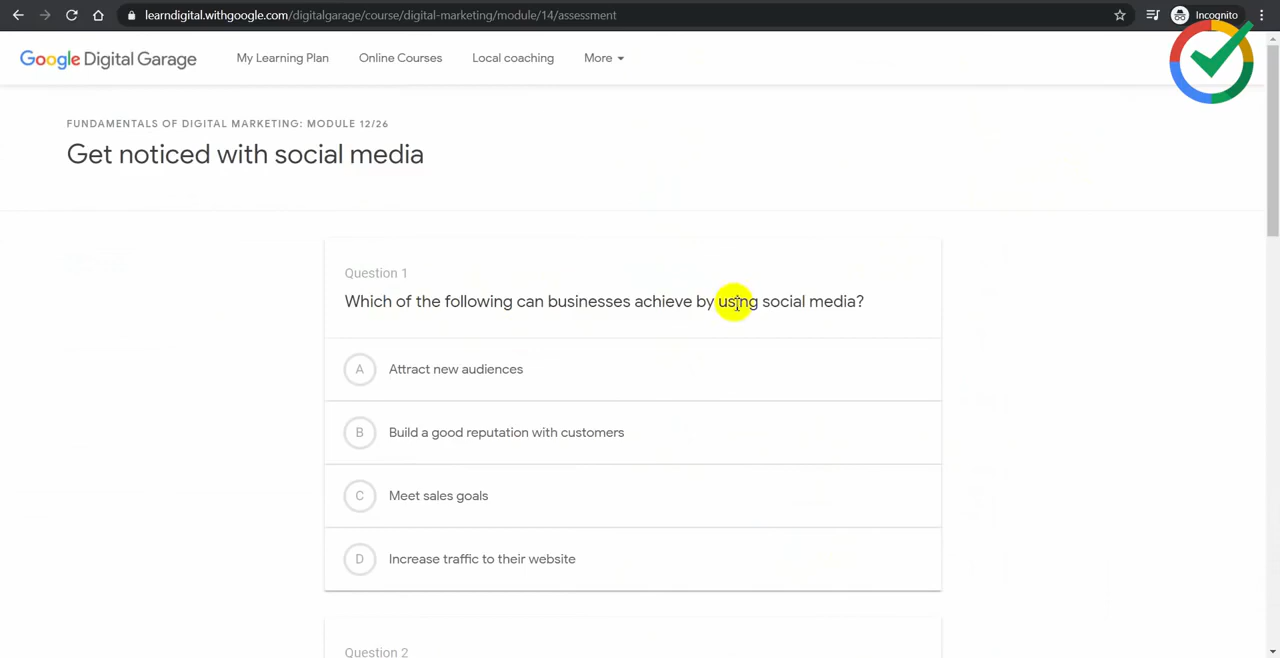 learndigital.withgoogle.com/digitalgarage/course/digital-marketing/module/14/assessment
Incognito
Google Digital Garage
My Learning Plan
Online Courses
Local coaching
More
FUNDAMENTALS OF DIGITAL MARKETING: MODULE 12/26
Get noticed with social media
Question 1
Which of the following can businesses achieve by using social media?
A Attract new audiences
B Build a good reputation with customers
C Meet sales goals
D Increase traffic to their website
Question 2